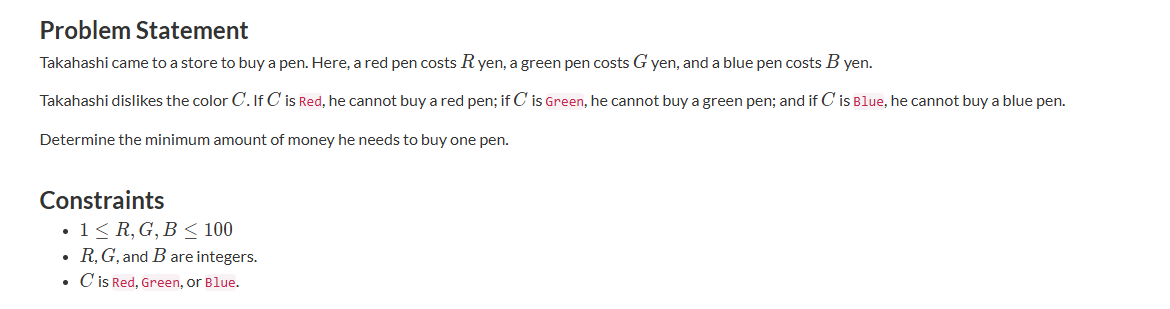 Problem Statement
Takahashi came to a store to buy a pen. Here, a red pen costs R yen, a green pen costs G yen, and a blue pen costs B yen.
Takahashi dislikes the color C. If C is Red, he cannot buy a red pen; if C is Green, he cannot buy a green pen; and if C is Blue, he cannot buy a blue pen.
Determine the minimum amount of money he needs to buy one pen.
Constraints
• 1 ≤ R, G, B ≤ 100
• R, G, and B are integers.
• C is Red, Green, or Blue.